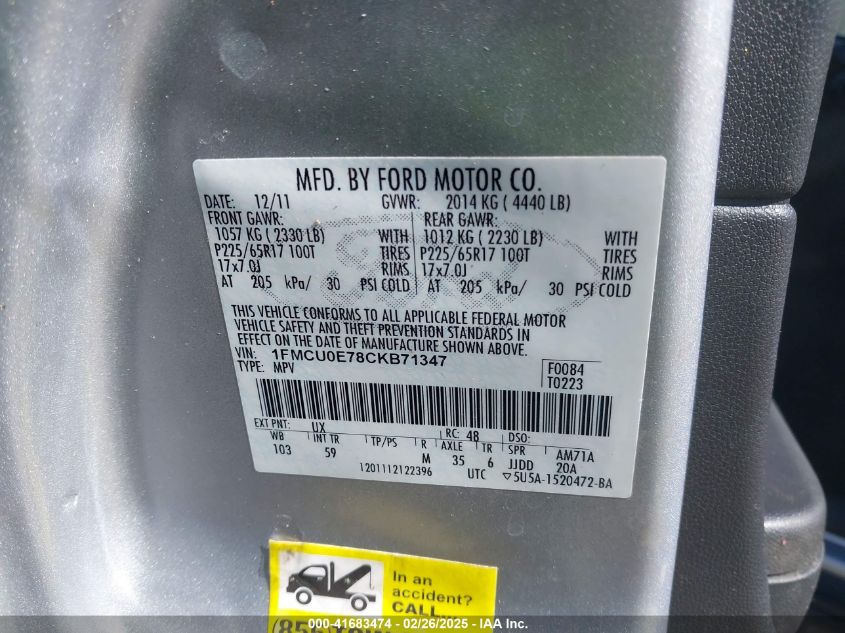 MFD. BY FORD MOTOR CO.
DATE: 12/11 GVWR: 2014 KG ( 4440 LB)
FRONT GAWR: REAR GAWR:
1057 KG ( 2330 LB) WITH 1012 KG ( 2230 LB) WITH
P225/65R17 100T TIRES P225/65R17 100T TIRES
17x7.0J RIMS 17x7.0J RIMS
AT 205 kPa/ 30 PSI COLD AT 205 kPa/ 30 PSI COLD
THIS VEHICLE CONFORMS TO ALL APPLICABLE FEDERAL MOTOR
VEHICLE SAFETY AND THEFT PREVENTION STANDARDS IN
EFFECT ON THE DATE OF MANUFACTURE SHOWN ABOVE.
VIN: 1FMCU0E78CKB71347 F0084
TYPE: MPV T0223
EXT PNT: UX RC: 48 DSO:
WB INT TR TP/PS R AXLE TR SPR AM71A
103 59 M 35 6 JJDD 20A
1201112122396 UTC ▽5U5A-1520472-BA
In an
accident?
CALL
000-41683474 - 02/26/2025 - IAA Inc.